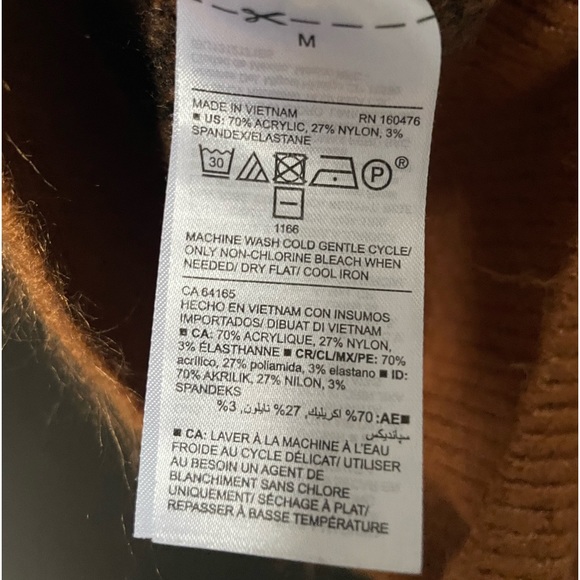 M
MADE IN VIETNAM RN 160476
■ US: 70% ACRYLIC, 27% NYLON, 3%
SPANDEX/ELASTANE
30 P ®
1166
MACHINE WASH COLD GENTLE CYCLE/
ONLY NON-CHLORINE BLEACH WHEN
NEEDED/ DRY FLAT/ COOL IRON
CA 64165
HECHO EN VIETNAM CON INSUMOS
IMPORTADOS/ DIBUAT DI VIETNAM
■ CA: 70% ACRYLIQUE, 27% NYLON,
3% ÉLASTHANNE ■ CR/CL/MX/PE: 70%
acrílico, 27% poliamida, 3% elastano ■ ID:
70% AKRILIK, 27% NILON, 3%
SPANDEKS
■AE: 70% اكريليك, 27% نايلون, 3%
سباندیکس
■ CA: LAVER À LA MACHINE À L'EAU
FROIDE AU CYCLE DÉLICAT/ UTILISER
AU BESOIN UN AGENT DE
BLANCHIMENT SANS CHLORE
UNIQUEMENT/ SÉCHAGE À PLAT/
REPASSER À BASSE TEMPÉRATURE